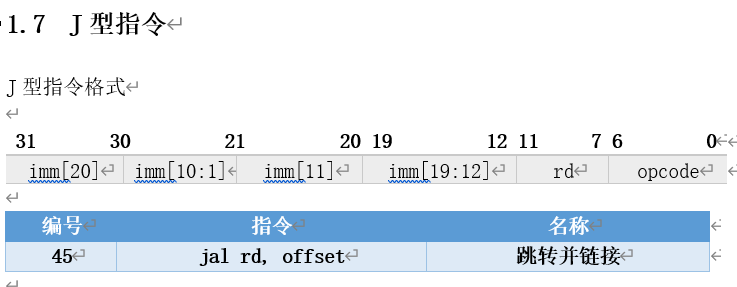 1.7 J 型指令
J 型指令格式
31 30 21 20 19 12 11 7 6 0
imm[20] imm[10:1] imm[11] imm[19:12] rd opcode
编号 指令 名称
45 jal rd, offset 跳转并链接